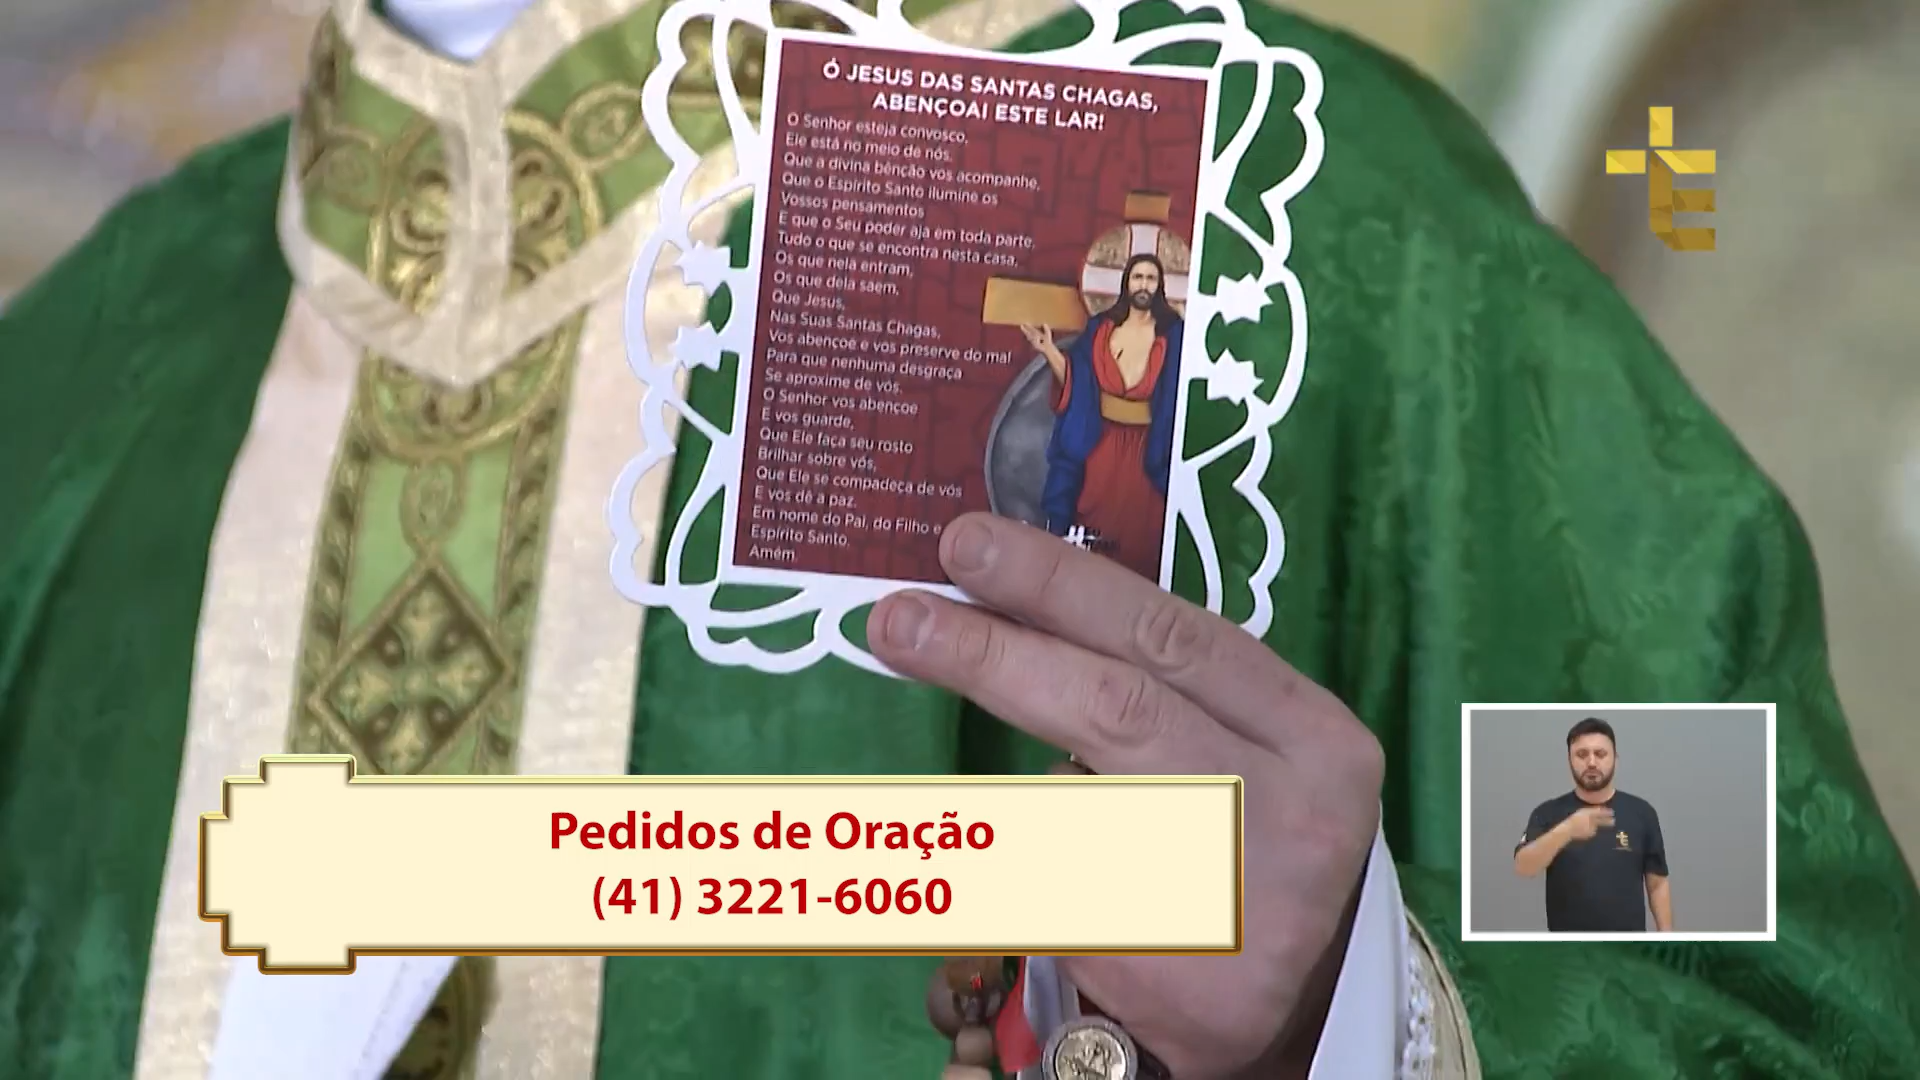 Ó JESUS DAS SANTAS CHAGAS,
ABENÇOAI ESTE LAR!
O Senhor esteja convosco,
Ele está no meio de nós.
Que a divina bênção vos acompanhe,
Que o Espírito Santo ilumine os
Vossos pensamentos
E que o Seu poder aja em toda parte,
Tudo o que se encontra nesta casa,
Os que nela entram,
Os que dela saem,
Que Jesus,
Nas Suas Santas Chagas,
Vos abençoe e vos preserve do mal
Para que nenhuma desgraça
Se aproxime de vós.
O Senhor vos abençoe
E vos guarde,
Que Ele faça seu rosto
Brilhar sobre vós,
Que Ele se compadeça de vós
E vos dê a paz.
Em nome do Pai, do Filho e
Espírito Santo.
Amém.
Pedidos de Oração
(41) 3221-6060